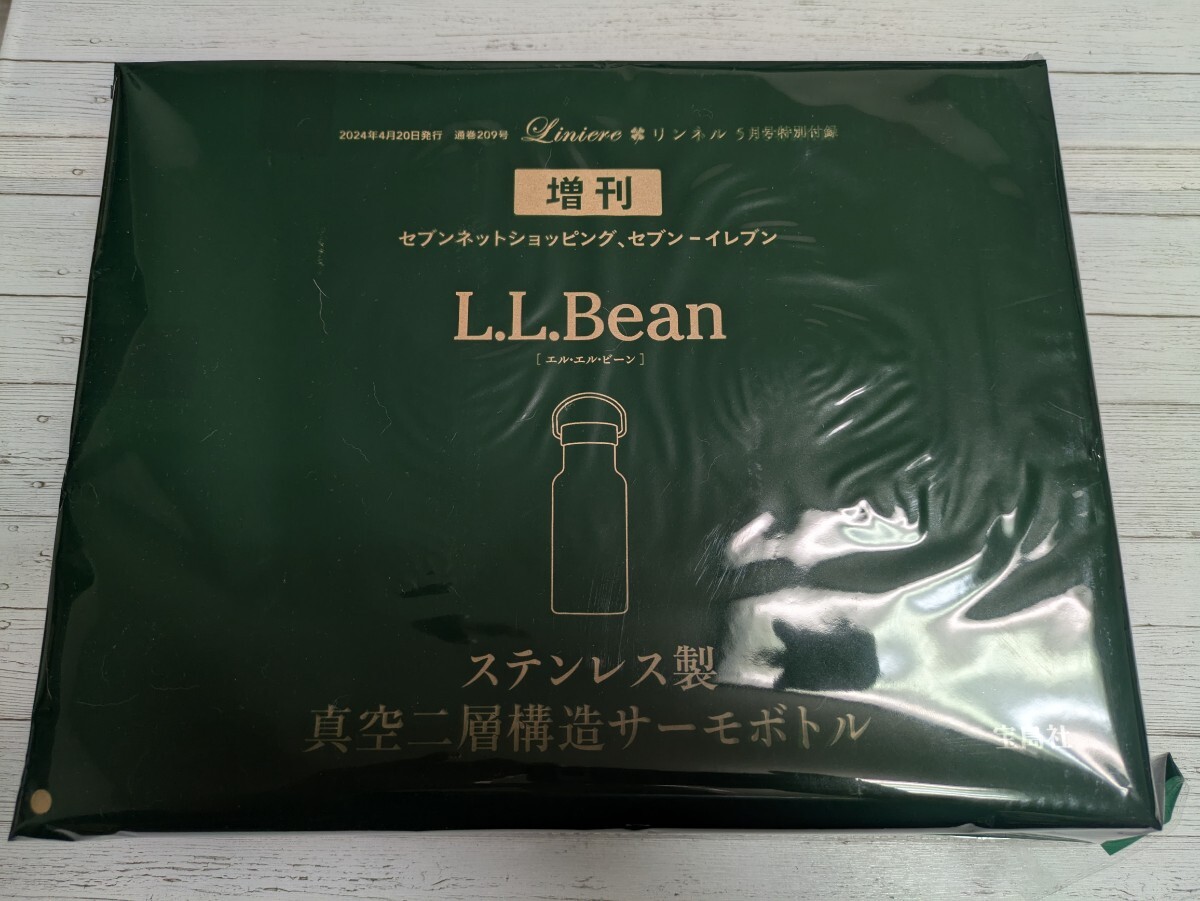 2024年4月20日発行 通巻209号 Liniere リンネル 5月号特別付録
増刊
セブンネットショッピング、セブン-イレブン
L.L.Bean
[エル・エル・ビーン]
ステンレス製
真空二層構造サーモボトル
宝島社